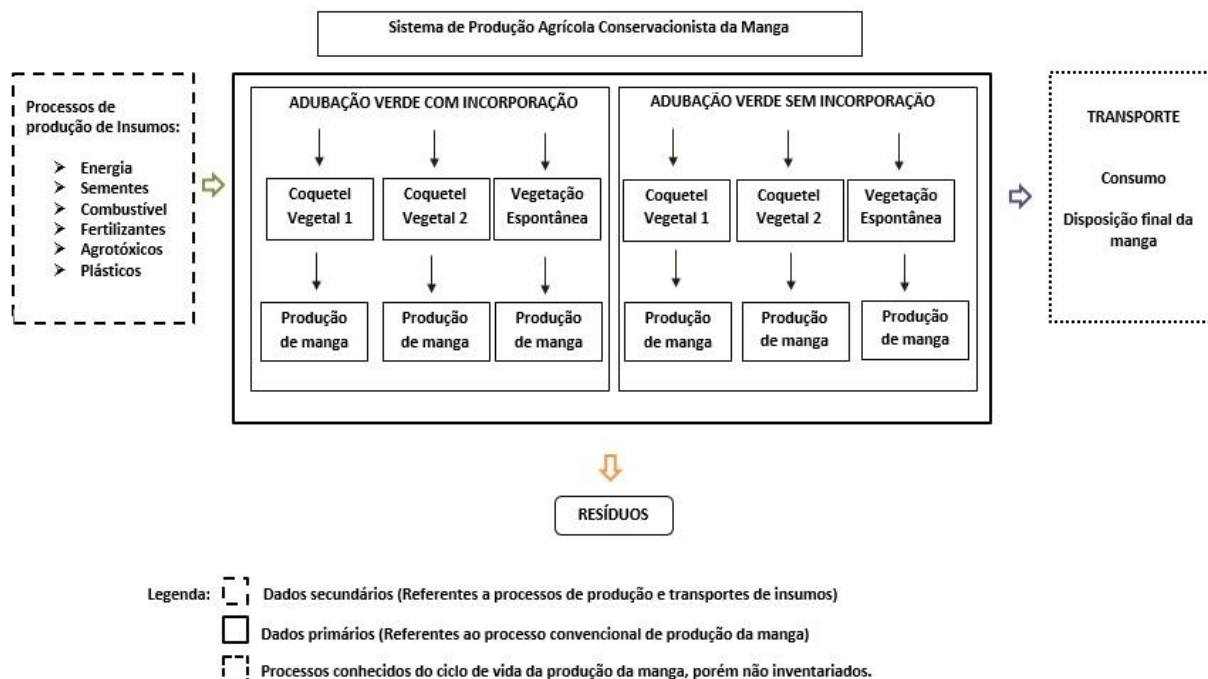 Sistema de Produção Agrícola Conservacionista da Manga
Processos de
produção de Insumos:
Energia
Sementes
Combustível
Fertilizantes
Agrotóxicos
Plásticos
ADUBAÇÃO VERDE COM INCORPORAÇÃO
Coquetel
Vegetal 1
Coquetel
Vegetal 2
Vegetação
Espontânea
Produção
de manga
Produção
de manga
Produção
de manga
ADUBAÇÃO VERDE SEM INCORPORAÇÃO
Coquetel
Vegetal 1
Coquetel
Vegetal 2
Vegetação
Espontânea
Produção
de manga
Produção
de manga
Produção
de manga
TRANSPORTE
Consumo
Disposição final da
manga
RESÍDUOS
Legenda:
Dados secundários (Referentes a processos de produção e transportes de insumos)
Dados primários (Referentes ao processo convencional de produção da manga)
Processos conhecidos do ciclo de vida da produção da manga, porém não inventariados.